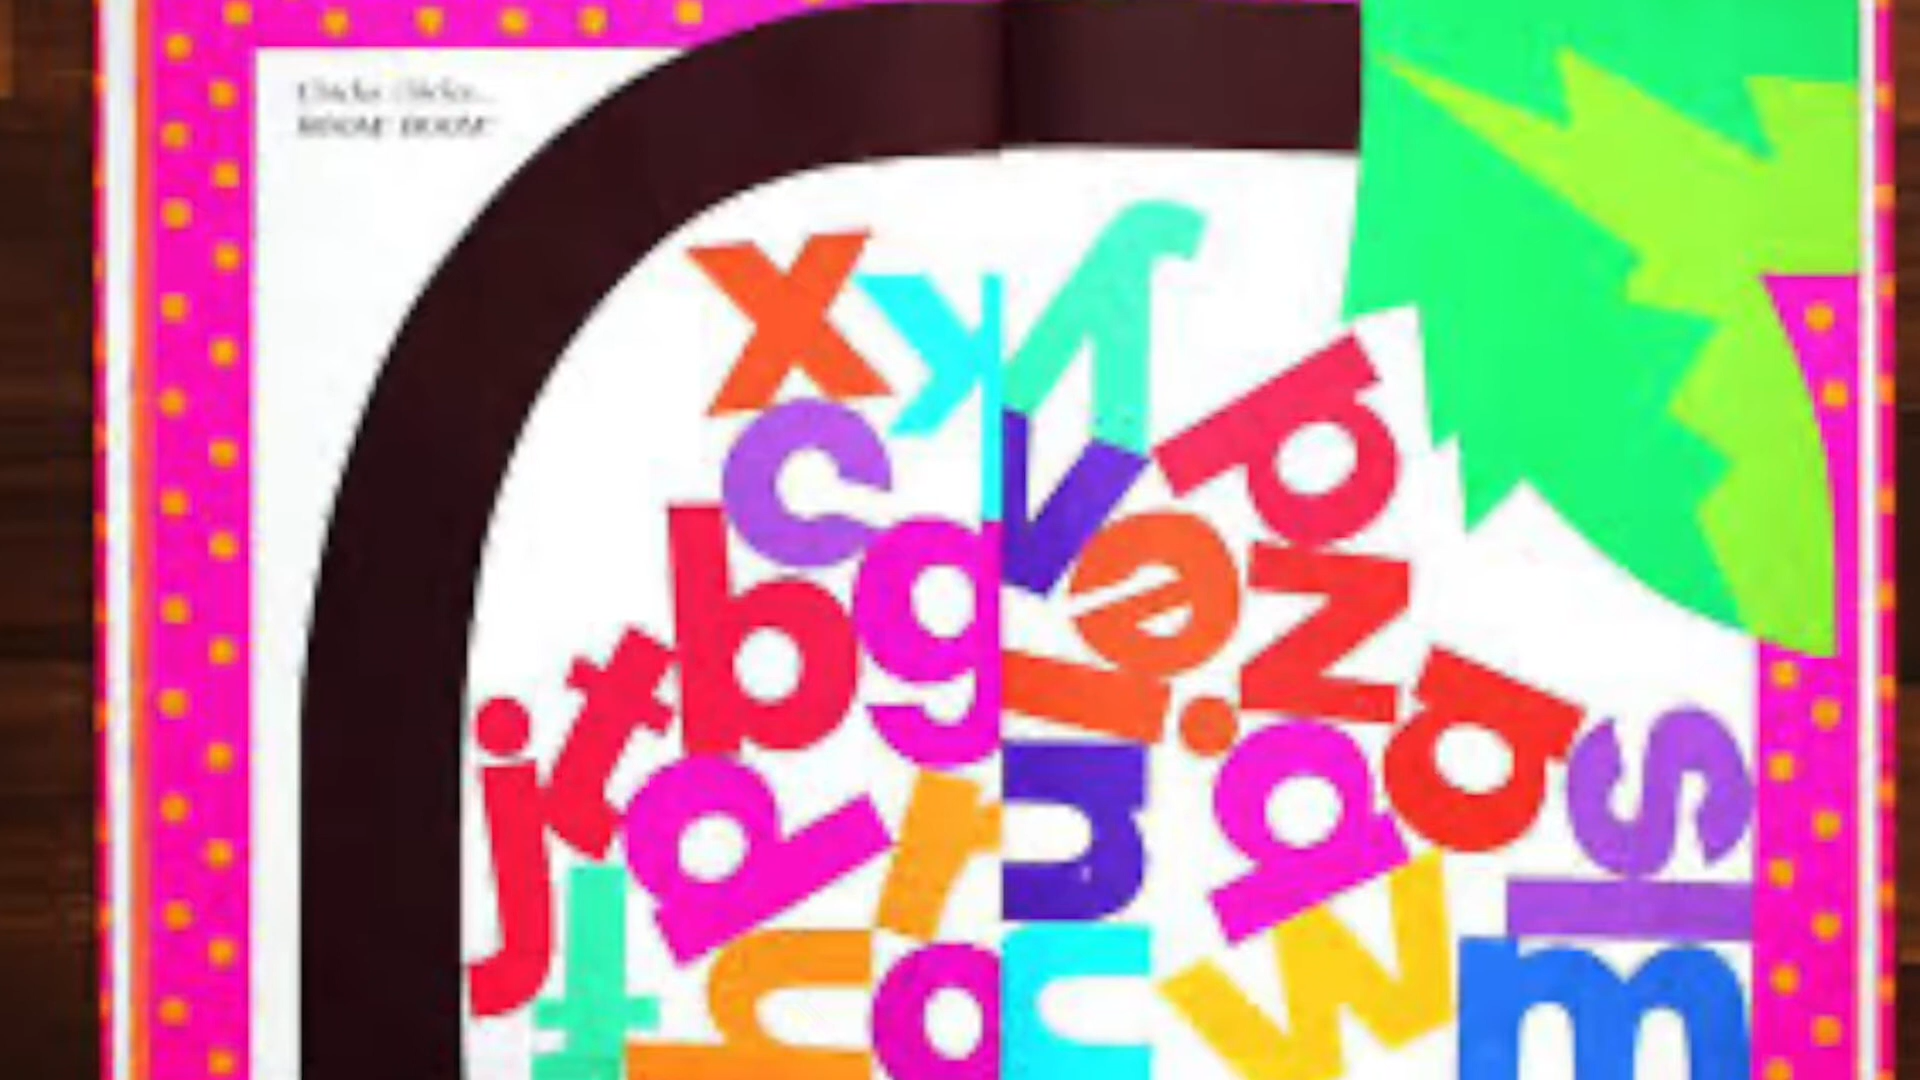 Chicka chicka...
BOOM! BOOM!
x k y
c v p
b g e z
j t i a s
d r n q l
f h g u w m